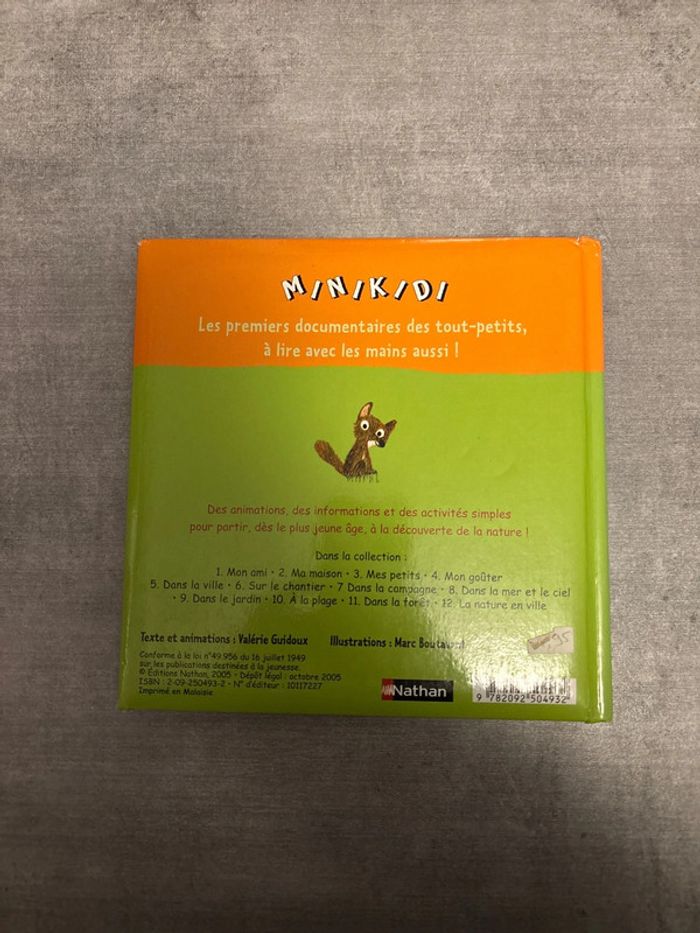 MINIKIDI
Les premiers documentaires des tout-petits,
à lire avec les mains aussi !
Des animations, des informations et des activités simples
pour partir, dès le plus jeune âge, à la découverte de la nature !
Dans la collection :
1. Mon ami • 2. Ma maison • 3. Mes petits • 4. Mon goûter
5. Dans la ville • 6. Sur le chantier • 7 Dans la campagne • 8. Dans la mer et le ciel
• 9. Dans le jardin • 10. À la plage • 11. Dans la forêt • 12. La nature en ville
Texte et animations : Valérie Guidoux Illustrations : Marc Boutavant
Conforme à la loi n°49.956 du 16 juillet 1949
sur les publications destinées à la jeunesse.
© Éditions Nathan, 2005 • Dépôt légal : octobre 2005
ISBN : 2-09-250493-2 • N° d'éditeur : 10117227
Imprimé en Malaisie
Nathan
9 782092 504932